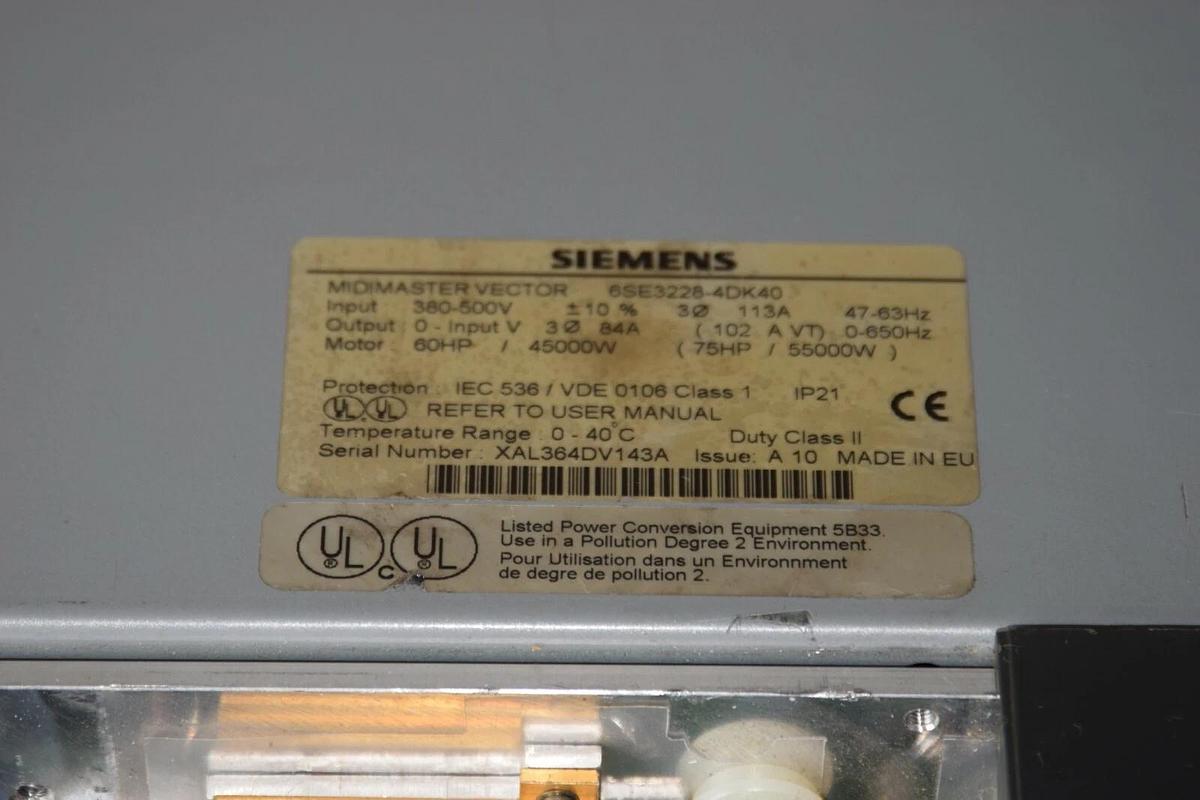 SIEMENS
MIDIMASTER VECTOR 6SE3228-4DK40
Input 380-500V ±10 % 3Ø 113A 47-63Hz
Output : 0 - Input V 3Ø 84A ( 102 A VT) 0-650Hz
Motor : 60HP / 45000W ( 75HP / 55000W )
Protection : IEC 536 / VDE 0106 Class 1 IP21
CE
UL UL REFER TO USER MANUAL
Temperature Range : 0 - 40°C Duty Class II
Serial Number : XAL364DV143A Issue: A 10 MADE IN EU
UL® C UL® Listed Power Conversion Equipment 5B33.
Use in a Pollution Degree 2 Environment.
Pour Utilisation dans un Environnment
de degre de pollution 2.